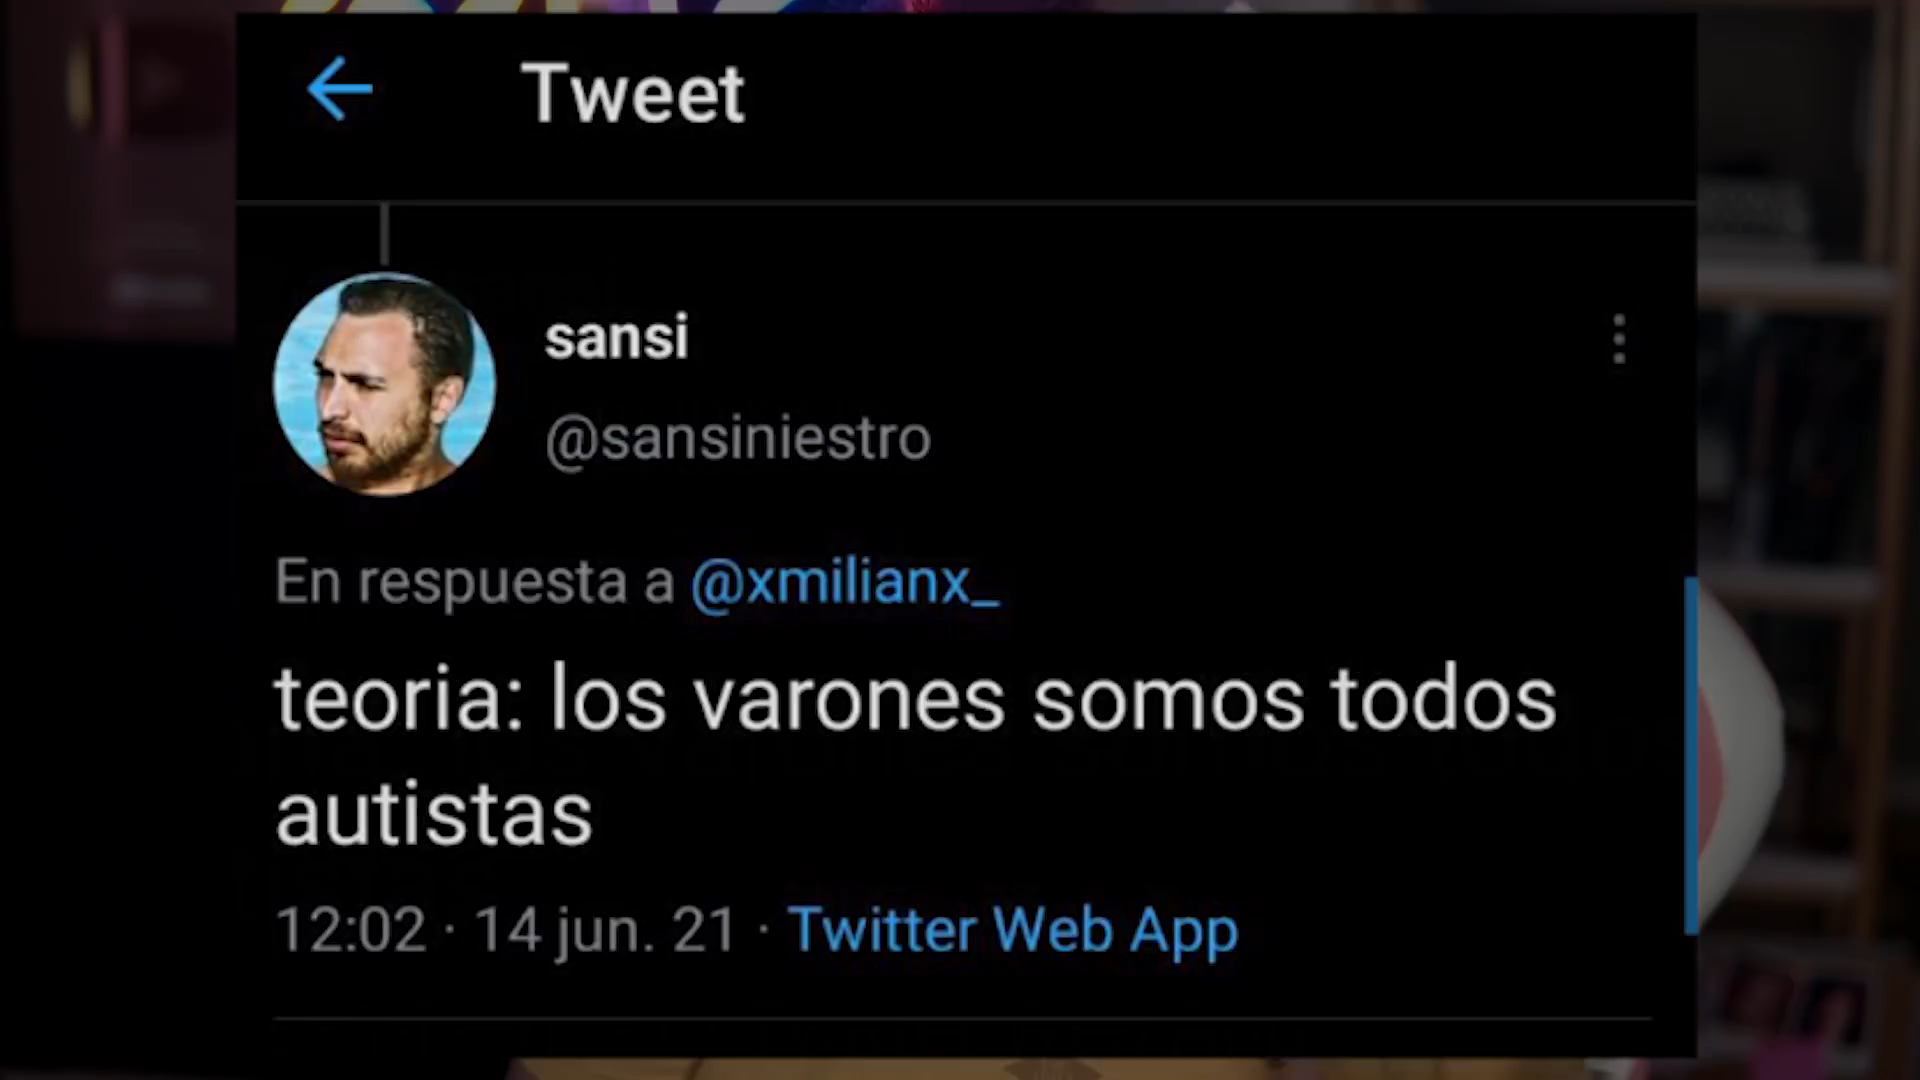 Tweet
sansi
@sansiniestro
En respuesta a @xmilianx_
teoria: los varones somos todos
autistas
12:02 · 14 jun. 21 · Twitter Web App